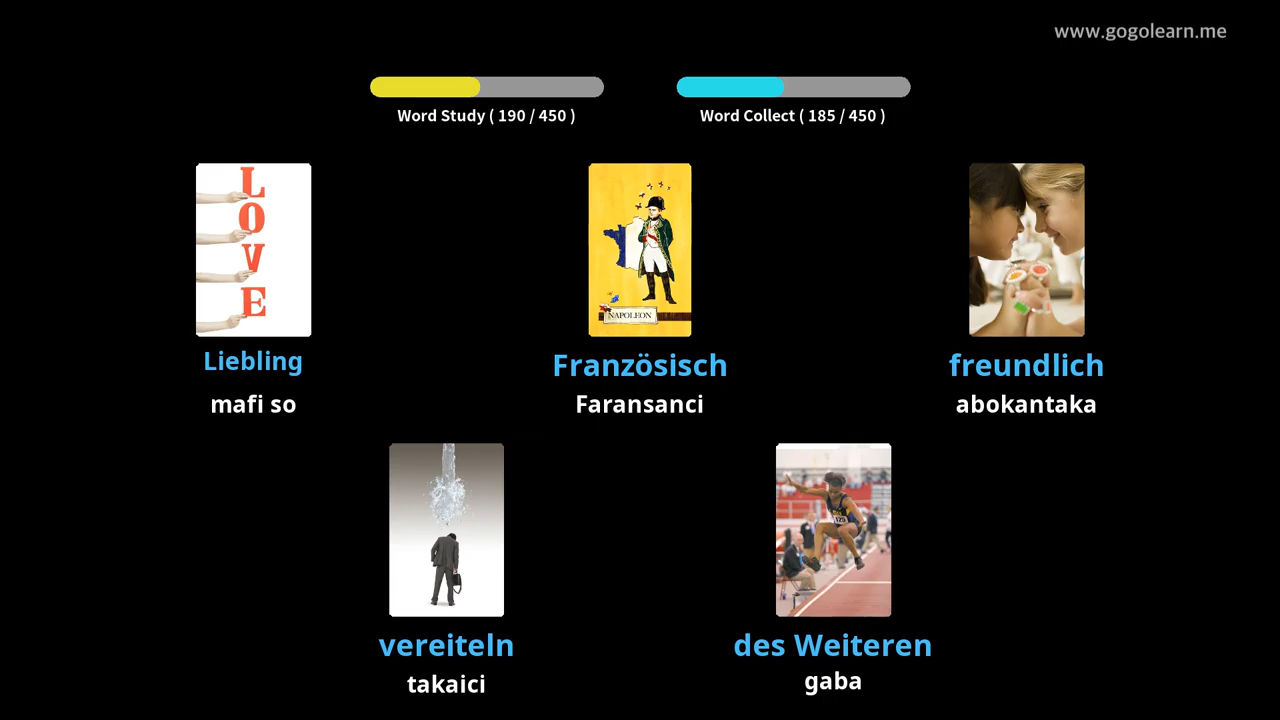 www.gogolearn.me
Word Study ( 190 / 450 )
Word Collect ( 185 / 450 )
L
O
V
E
NAPOLEON
Liebling
mafi so
Französisch
Faransanci
freundlich
abokantaka
vereiteln
takaici
des Weiteren
gaba